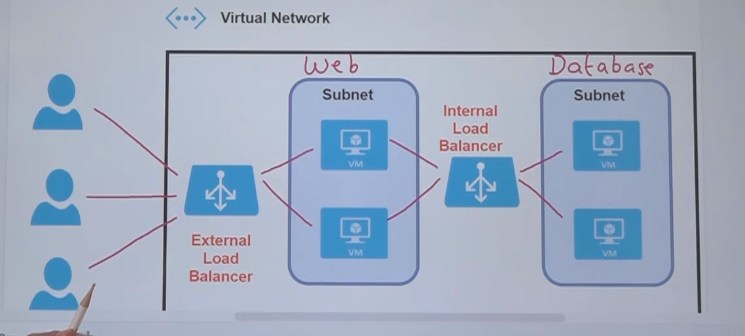 Virtual Network
Web
Database
Subnet
Subnet
Internal
Load
Balancer
VM
VM
VM
VM
External
Load
Balancer